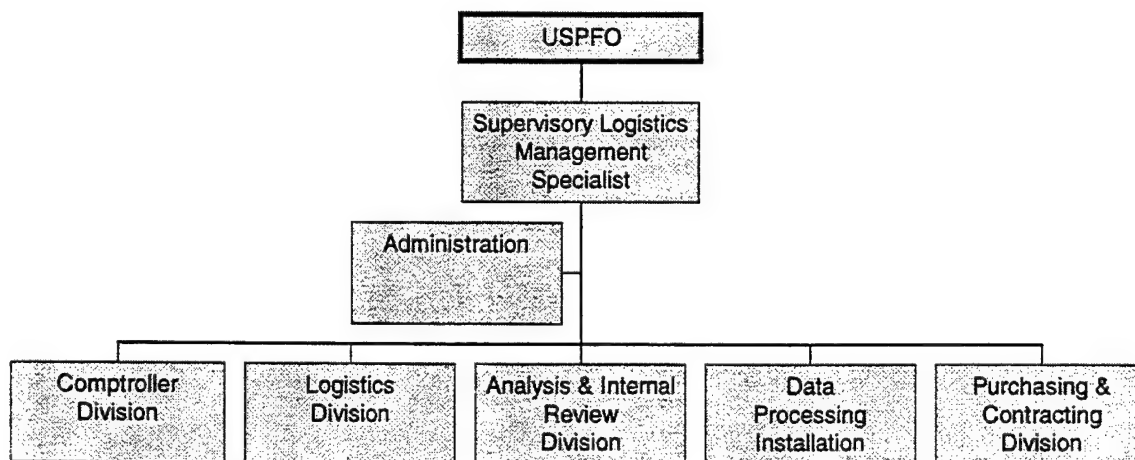 USPFO
Supervisory Logistics
Management
Specialist
Administration
Comptroller
Division
Logistics
Division
Analysis & Internal
Review
Division
Data
Processing
Installation
Purchasing &
Contracting
Division